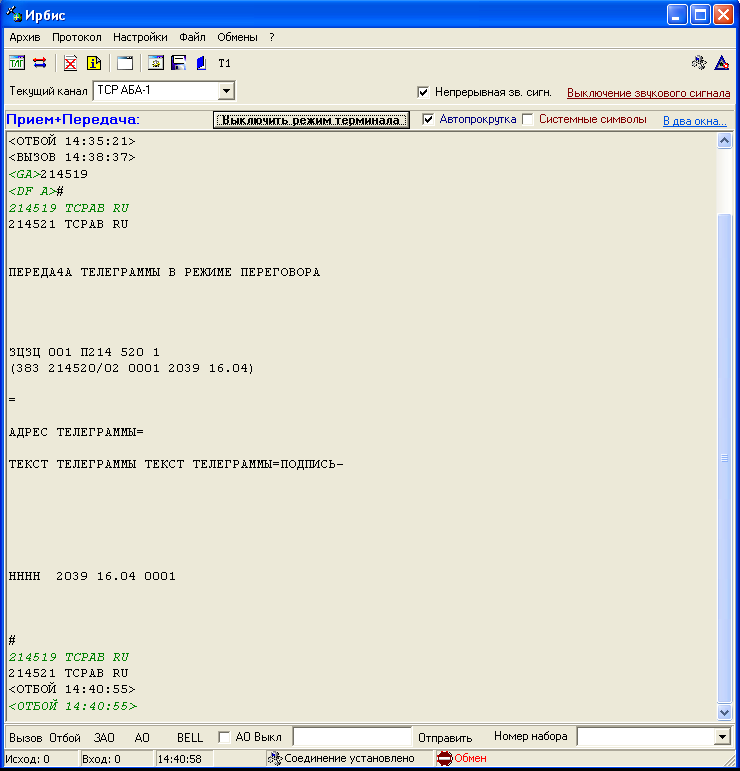 Ирбис
Архив Протокол Настройки Файл Обмены ?
ТЛГ T1
Текущий канал TCP АБА-1 Непрерывная зв. сигн. Выключение звукового сигнала
Прием+Передача: Выключить режим терминала Автопрокрутка Системные символы В два окна...
<ОТБОЙ 14:35:21>
<ВЫЗОВ 14:38:37>
<GA>214519
<DF A>#
214519 TCPAB RU
214521 TCPAB RU
ПЕРЕДА4А ТЕЛЕГРАММЫ В РЕЖИМЕ ПЕРЕГОВОРА
ЗЦЗЦ 001 П214 520 1
(383 214520/02 0001 2039 16.04)
=
АДРЕС ТЕЛЕГРАММЫ=
ТЕКСТ ТЕЛЕГРАММЫ ТЕКСТ ТЕЛЕГРАММЫ=ПОДПИСЬ-
НННН 2039 16.04 0001
#
214519 TCPAB RU
214521 TCPAB RU
<ОТБОЙ 14:40:55>
<ОТБОЙ 14:40:55>
Вызов Отбой ЗАО АО BELL АО Выкл Отправить Номер набора
Исход: 0 Вход: 0 14:40:58 Соединение установлено Обмен